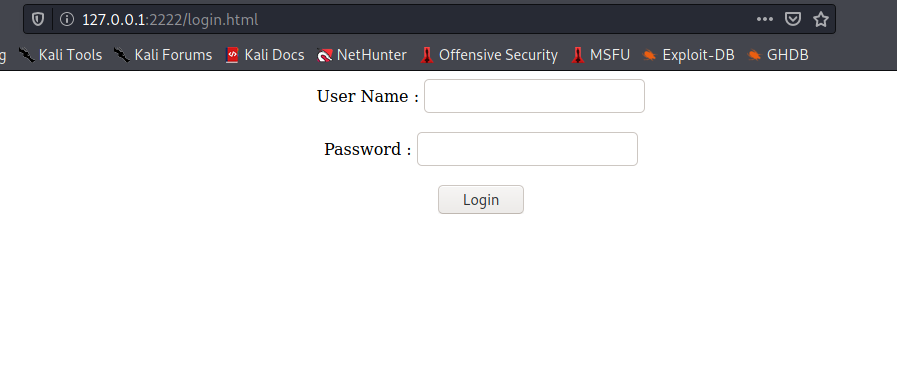 127.0.0.1:2222/login.html
g Kali Tools Kali Forums Kali Docs NetHunter Offensive Security MSFU Exploit-DB GHDB
User Name :
Password :
Login